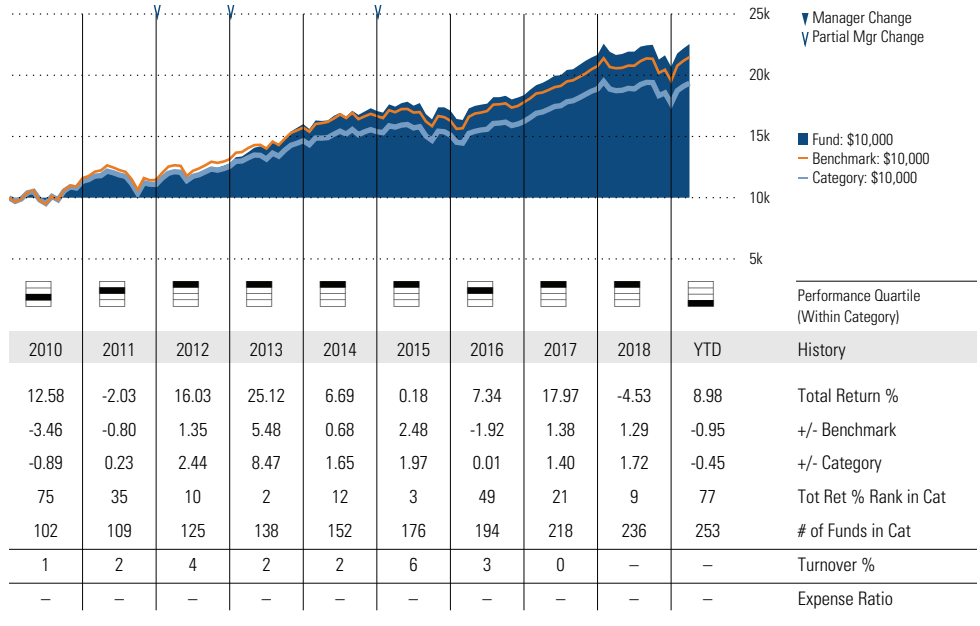 25k
20k
15k
10k
5k
Manager Change
Partial Mgr Change
Fund: $10,000
Benchmark: $10,000
Category: $10,000
Performance Quartile
(Within Category)
2010 2011 2012 2013 2014 2015 2016 2017 2018 YTD History
12.58 -2.03 16.03 25.12 6.69 0.18 7.34 17.97 -4.53 8.98 Total Return %
-3.46 -0.80 1.35 5.48 0.68 2.48 -1.92 1.38 1.29 -0.95 +/- Benchmark
-0.89 0.23 2.44 8.47 1.65 1.97 0.01 1.40 1.72 -0.45 +/- Category
75 35 10 2 12 3 49 21 9 77 Tot Ret % Rank in Cat
102 109 125 138 152 176 194 218 236 253 # of Funds in Cat
1 2 4 2 2 6 3 0 – – Turnover %
– – – – – – – – – – Expense Ratio